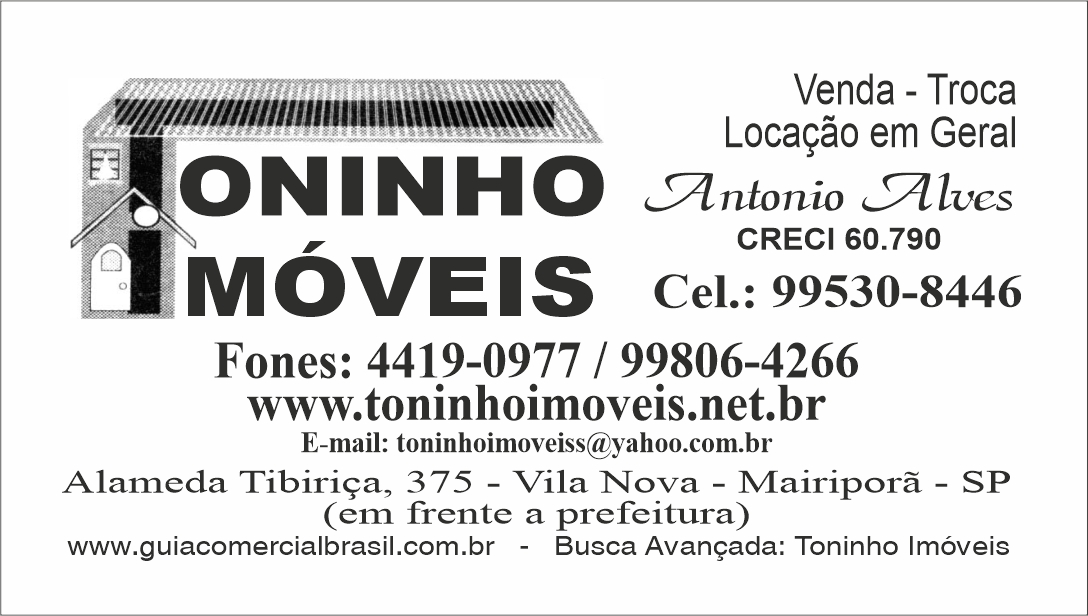 TONINHO
IMÓVEIS
Venda - Troca
Locação em Geral
Antonio Alves
CRECI 60.790
Cel.: 99530-8446
Fones: 4419-0977 / 99806-4266
www.toninhoimoveis.net.br
E-mail: toninhoimoveiss@yahoo.com.br
Alameda Tibiriça, 375 - Vila Nova - Mairiporã - SP
(em frente a prefeitura)
www.guiacomercialbrasil.com.br - Busca Avançada: Toninho Imóveis